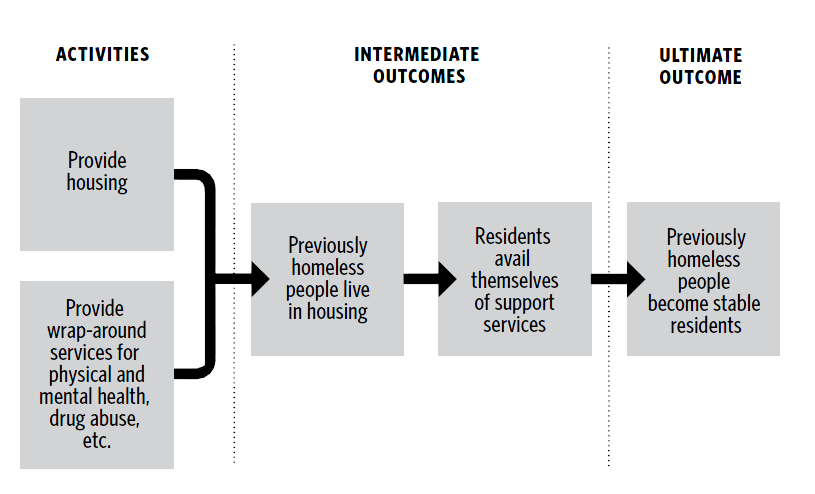 ACTIVITIES
INTERMEDIATE
OUTCOMES
ULTIMATE
OUTCOME
Provide
housing
Provide
wrap-around
services for
physical and
mental health,
drug abuse,
etc.
Previously
homeless
people live
in housing
Residents
avail
themselves
of support
services
Previously
homeless
people
become stable
residents